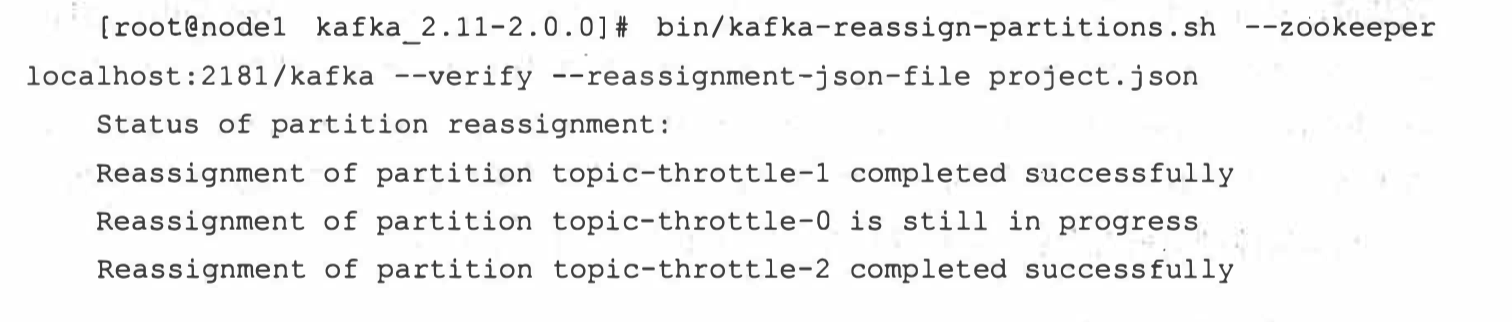 [root@node1 kafka_2.11-2.0.0]# bin/kafka-reassign-partitions.sh --zookeeper
localhost:2181/kafka --verify --reassignment-json-file project.json
Status of partition reassignment:
Reassignment of partition topic-throttle-1 completed successfully
Reassignment of partition topic-throttle-0 is still in progress
Reassignment of partition topic-throttle-2 completed successfully